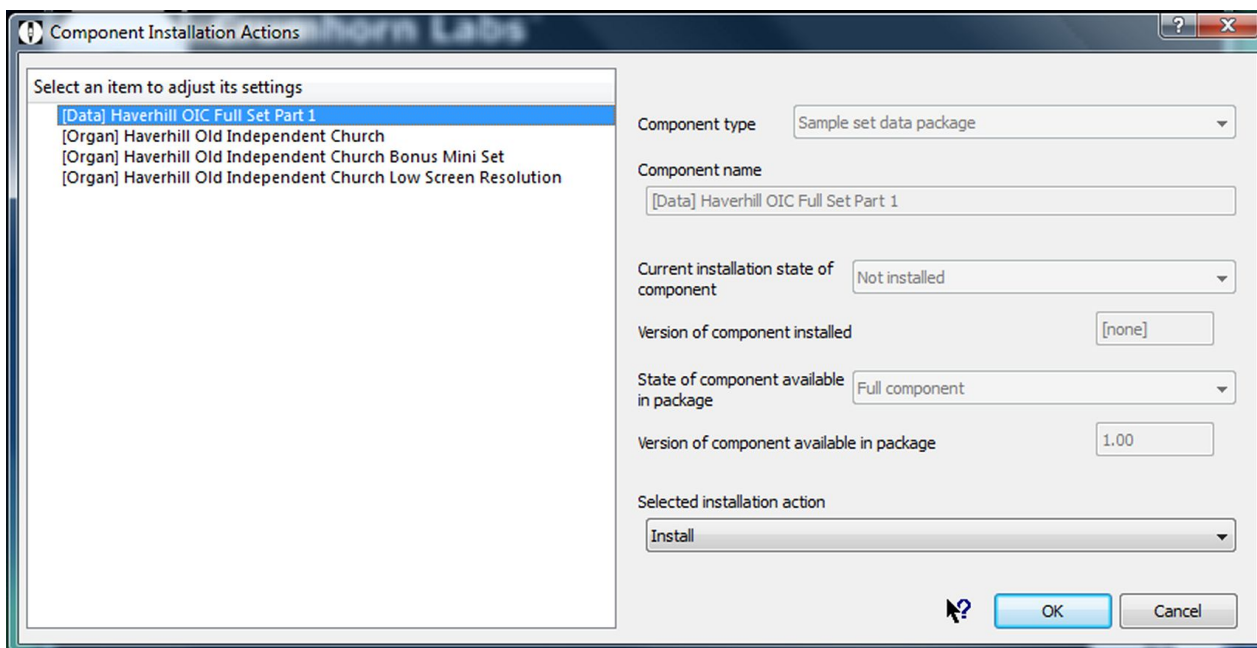 Component Installation Actions
Select an item to adjust its settings
[Data] Haverhill OIC Full Set Part 1
[Organ] Haverhill Old Independent Church
[Organ] Haverhill Old Independent Church Bonus Mini Set
[Organ] Haverhill Old Independent Church Low Screen Resolution
Component type
Sample set data package
Component name
[Data] Haverhill OIC Full Set Part 1
Current installation state of
component
Not installed
Version of component installed
[none]
State of component available
in package
Full component
Version of component available in package
1.00
Selected installation action
Install
OK
Cancel